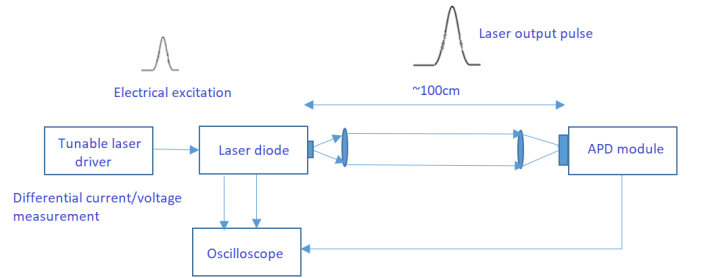 Laser output pulse
Electrical excitation
~100cm
Tunable laser
driver
Laser diode
APD module
Differential current/voltage
measurement
Oscilloscope